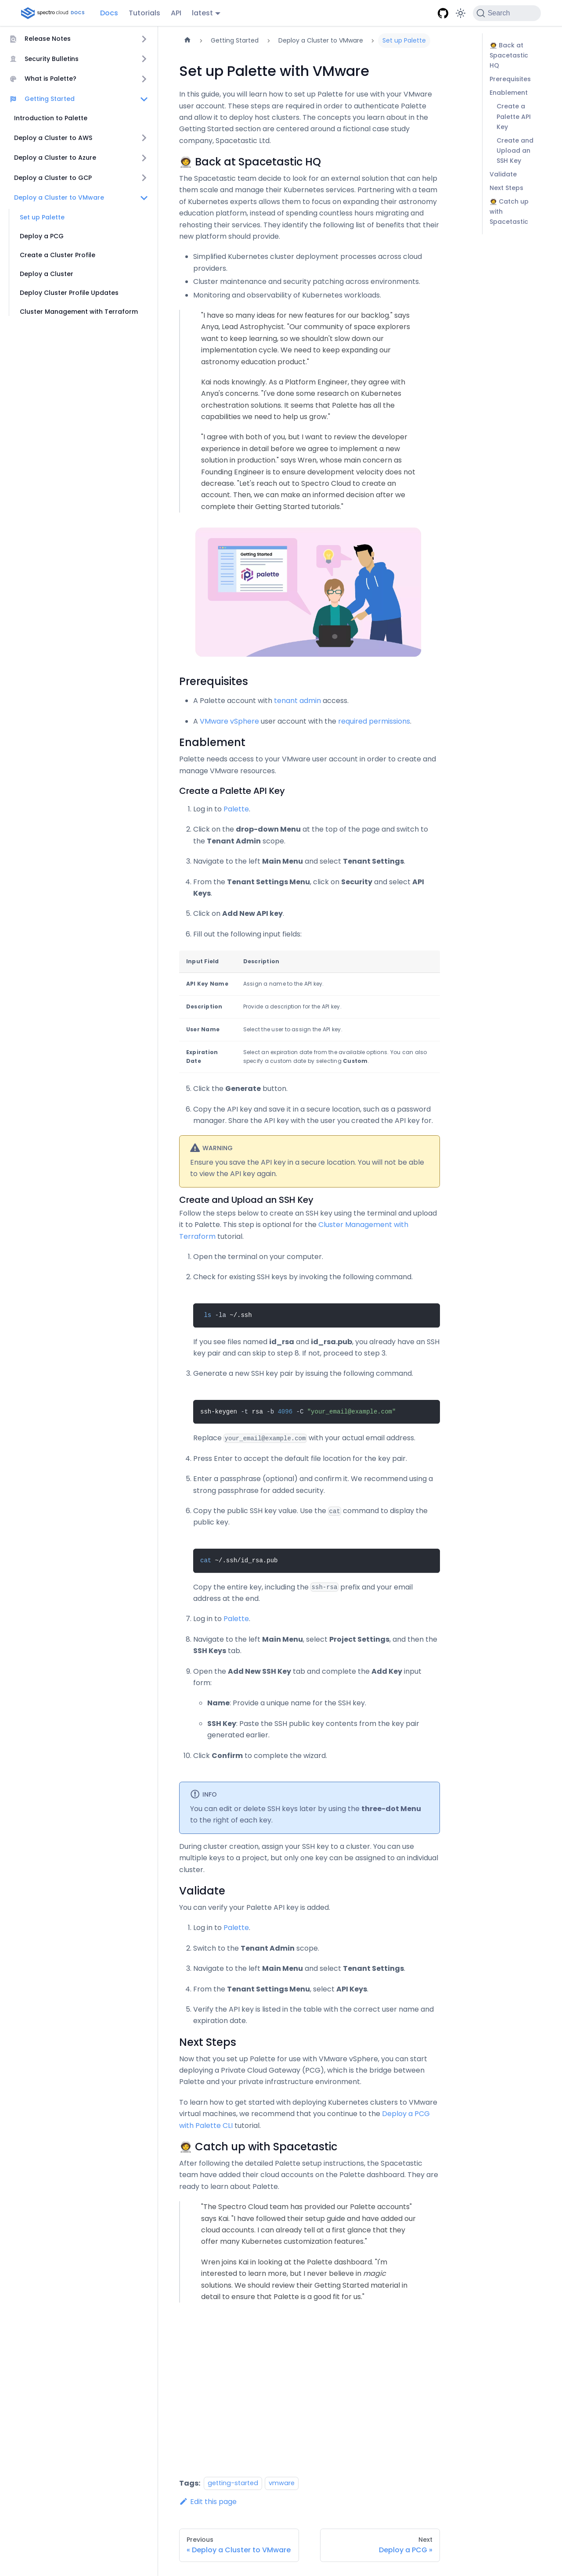 spectro cloud DOCS
Docs
Tutorials
API
latest
Search
Release Notes
Security Bulletins
What is Palette?
Getting Started
Introduction to Palette
Deploy a Cluster to AWS
Deploy a Cluster to Azure
Deploy a Cluster to GCP
Deploy a Cluster to VMware
Set up Palette
Deploy a PCG
Create a Cluster Profile
Deploy a Cluster
Deploy Cluster Profile Updates
Cluster Management with Terraform
Getting Started > Deploy a Cluster to VMware > Set up Palette
Set up Palette with VMware
In this guide, you will learn how to set up Palette for use with your VMware
user account. These steps are required in order to authenticate Palette
and allow it to deploy host clusters. The concepts you learn about in the
Getting Started section are centered around a fictional case study
company, Spacetastic Ltd.
🧑‍🚀 Back at Spacetastic HQ
The Spacetastic team decide to look for an external solution that can help
them scale and manage their Kubernetes services. Partnering with a team
of Kubernetes experts allows them to focus on expanding their astronomy
education platform, instead of spending countless hours migrating and
rehosting their services. They identify the following list of benefits that their
new platform should provide.
• Simplified Kubernetes cluster deployment processes across cloud
providers.
• Cluster maintenance and security patching across environments.
• Monitoring and observability of Kubernetes workloads.
"I have so many ideas for new features for our backlog." says
Anya, Lead Astrophycist. "Our community of space explorers
want to keep learning, so we shouldn't slow down our
implementation cycle. We need to keep expanding our
astronomy education product."
Kai nods knowingly. As a Platform Engineer, they agree with
Anya's concerns. "I've done some research on Kubernetes
orchestration solutions. It seems that Palette has all the
capabilities we need to help us grow."
"I agree with both of you, but I want to review the developer
experience in detail before we agree to implement a new
solution in production." says Wren, whose main concern as
Founding Engineer is to ensure development velocity does not
decrease. "Let's reach out to Spectro Cloud to create an
account. Then, we can make an informed decision after we
complete their Getting Started tutorials."
Getting Started
palette
Prerequisites
• A Palette account with tenant admin access.
• A VMware vSphere user account with the required permissions.
Enablement
Palette needs access to your VMware user account in order to create and
manage VMware resources.
Create a Palette API Key
1. Log in to Palette.
2. Click on the drop-down Menu at the top of the page and switch to
the Tenant Admin scope.
3. Navigate to the left Main Menu and select Tenant Settings.
4. From the Tenant Settings Menu, click on Security and select API
Keys.
5. Click on Add New API key.
6. Fill out the following input fields:
Input Field Description
API Key Name Assign a name to the API key.
Description Provide a description for the API key.
User Name Select the user to assign the API key.
Expiration Select an expiration date from the available options. You can also
Date specify a custom date by selecting Custom.
5. Click the Generate button.
6. Copy the API key and save it in a secure location, such as a password
manager. Share the API key with the user you created the API key for.
WARNING
Ensure you save the API key in a secure location. You will not be able
to view the API key again.
Create and Upload an SSH Key
Follow the steps below to create an SSH key using the terminal and upload
it to Palette. This step is optional for the Cluster Management with
Terraform tutorial.
1. Open the terminal on your computer.
2. Check for existing SSH keys by invoking the following command.
ls -la ~/.ssh
If you see files named id_rsa and id_rsa.pub, you already have an SSH
key pair and can skip to step 8. If not, proceed to step 3.
3. Generate a new SSH key pair by issuing the following command.
ssh-keygen -t rsa -b 4096 -C "your_email@example.com"
Replace your_email@example.com with your actual email address.
4. Press Enter to accept the default file location for the key pair.
5. Enter a passphrase (optional) and confirm it. We recommend using a
strong passphrase for added security.
6. Copy the public SSH key value. Use the cat command to display the
public key.
cat ~/.ssh/id_rsa.pub
Copy the entire key, including the ssh-rsa prefix and your email
address at the end.
7. Log in to Palette.
8. Navigate to the left Main Menu, select Project Settings, and then the
SSH Keys tab.
9. Open the Add New SSH Key tab and complete the Add Key input
form:
• Name: Provide a unique name for the SSH key.
• SSH Key: Paste the SSH public key contents from the key pair
generated earlier.
10. Click Confirm to complete the wizard.
INFO
You can edit or delete SSH keys later by using the three-dot Menu
to the right of each key.
During cluster creation, assign your SSH key to a cluster. You can use
multiple keys to a project, but only one key can be assigned to an individual
cluster.
Validate
You can verify your Palette API key is added.
1. Log in to Palette.
2. Switch to the Tenant Admin scope.
3. Navigate to the left Main Menu and select Tenant Settings.
4. From the Tenant Settings Menu, select API Keys.
5. Verify the API key is listed in the table with the correct user name and
expiration date.
Next Steps
Now that you set up Palette for use with VMware vSphere, you can start
deploying a Private Cloud Gateway (PCG), which is the bridge between
Palette and your private infrastructure environment.
To learn how to get started with deploying Kubernetes clusters to VMware
virtual machines, we recommend that you continue to the Deploy a PCG
with Palette CLI tutorial.
🧑‍🚀 Catch up with Spacetastic
After following the detailed Palette setup instructions, the Spacetastic
team have added their cloud accounts on the Palette dashboard. They are
ready to learn about Palette.
"The Spectro Cloud team has provided our Palette accounts"
says Kai. "I have followed their setup guide and have added our
cloud accounts. I can already tell at a first glance that they
offer many Kubernetes customization features."
Wren joins Kai in looking at the Palette dashboard. "I'm
interested to learn more, but I never believe in magic
solutions. We should review their Getting Started material in
detail to ensure that Palette is a good fit for us."
Tags: getting-started vmware
Edit this page
Previous
« Deploy a Cluster to VMware
Next
Deploy a PCG »
🧑‍🚀 Back at
Spacetastic
HQ
Prerequisites
Enablement
Create a
Palette API
Key
Create and
Upload an
SSH Key
Validate
Next Steps
🧑‍🚀 Catch up
with
Spacetastic